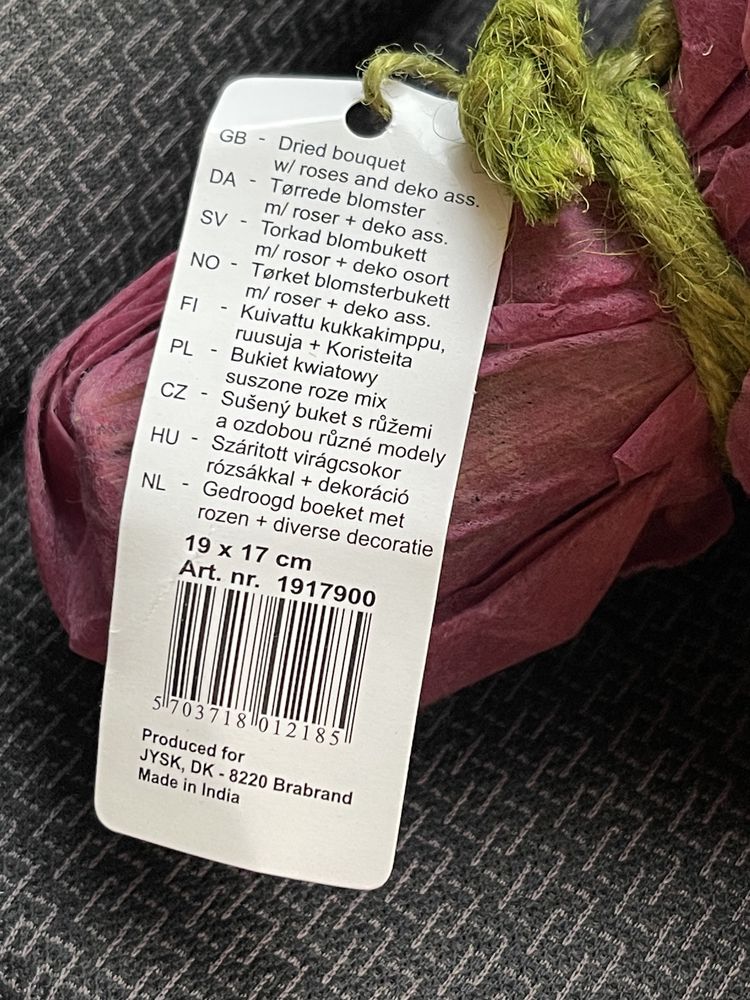 GB - Dried bouquet
w/ roses and deko ass.
DA - Tørrede blomster
m/ roser + deko ass.
SV - Torkad blombukett
m/ rosor + deko osort
NO - Tørket blomsterbukett
m/ roser + deko ass.
FI - Kuivattu kukkakimppu,
ruusuja + Koristeita
PL - Bukiet kwiatowy
suszone roze mix
CZ - Sušený buket s růžemi
a ozdobou různé modely
HU - Szárított virágcsokor
rózsákkal + dekoráció
NL - Gedroogd boeket met
rozen + diverse decoratie
19 x 17 cm
Art. nr. 1917900
5 703718 012185
Produced for
JYSK, DK - 8220 Brabrand
Made in India